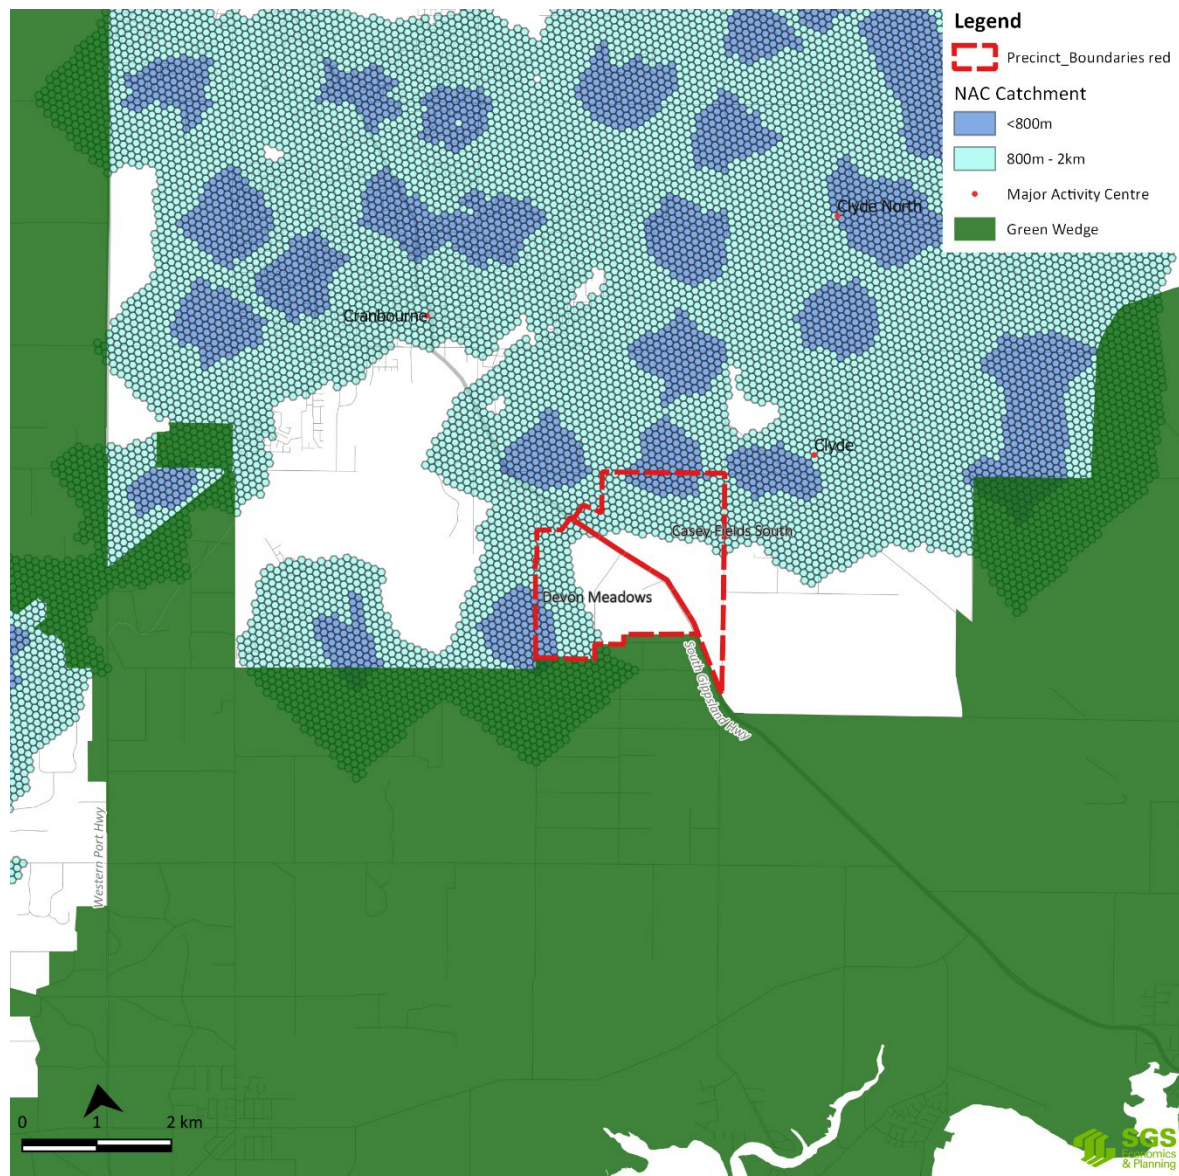 Legend
Precinct_Boundaries red
NAC Catchment
<800m
800m - 2km
Major Activity Centre
Green Wedge
Clyde North
Cranbourne
Clyde
Casey Fields South
Devon Meadows
South Gippsland Hwy
Western Port Hwy
0 1 2 km
SGS
Economics
& Planning